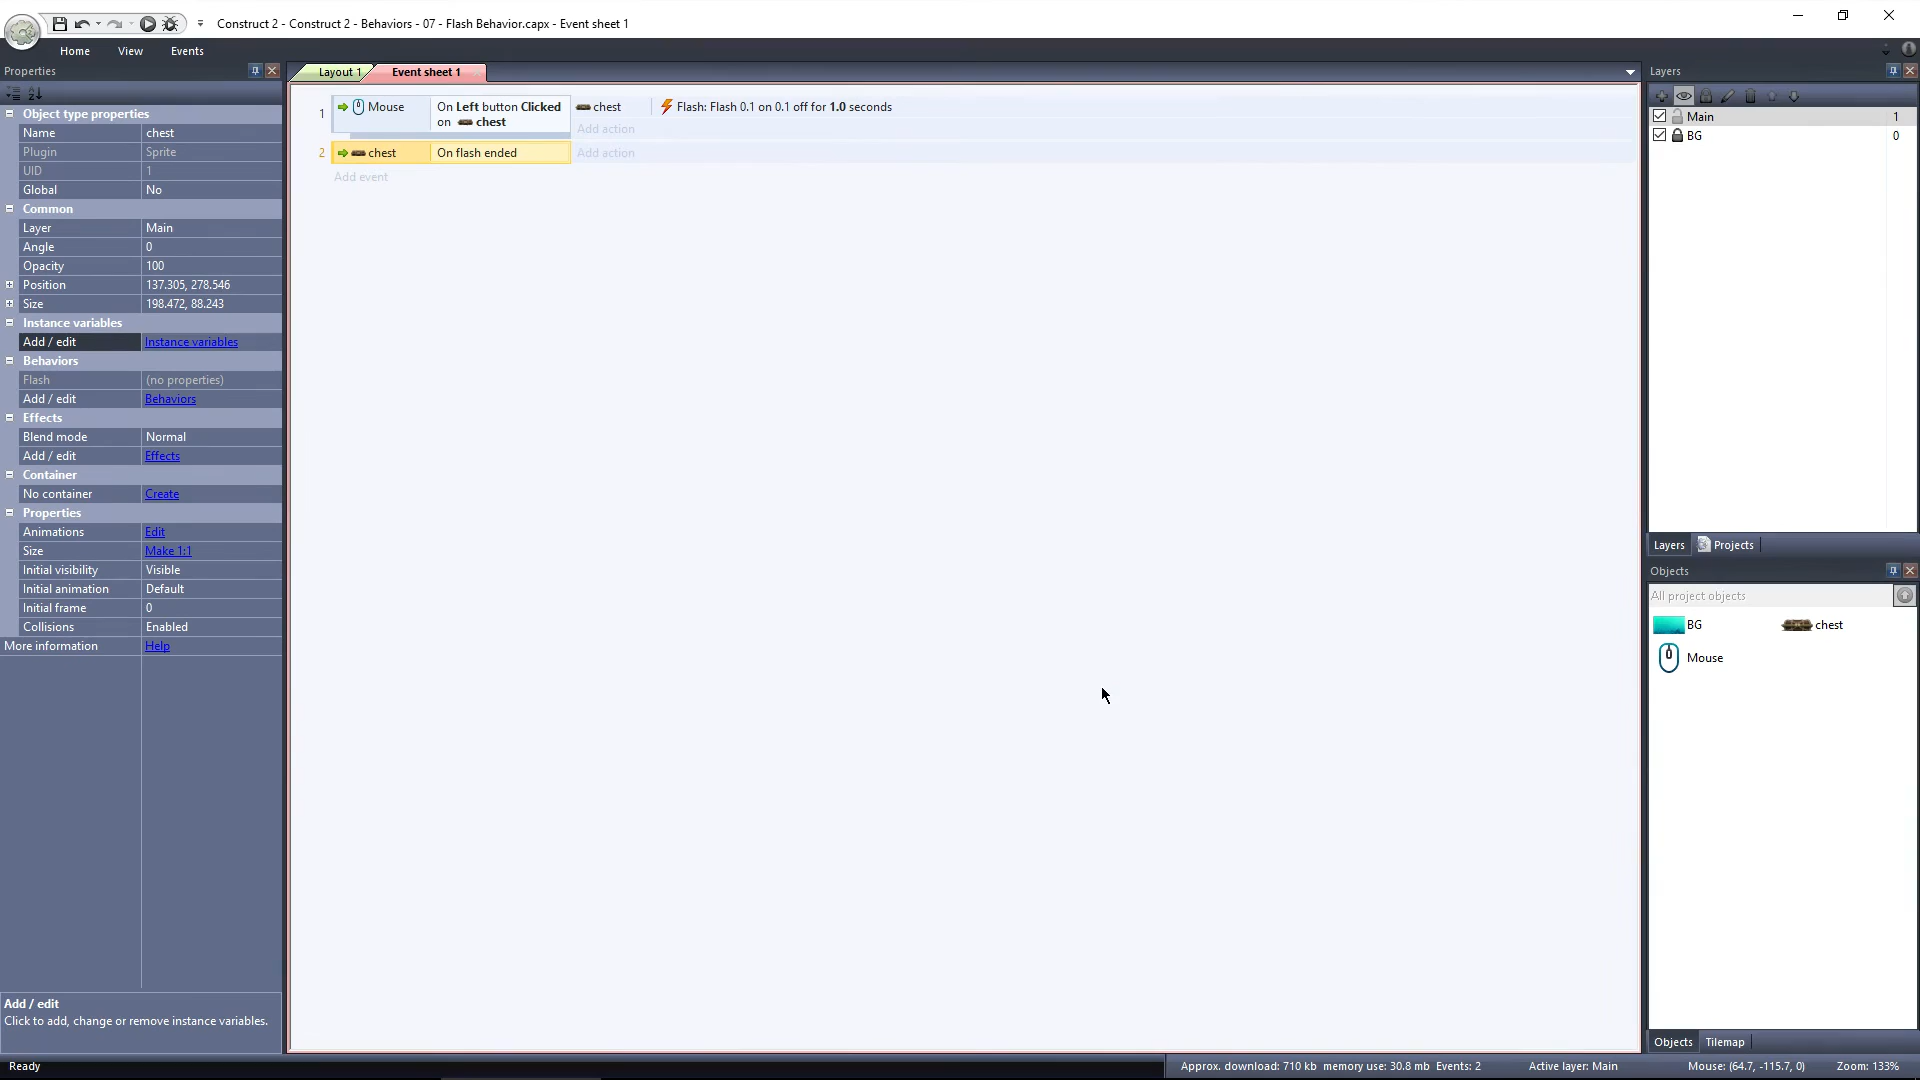 Construct 2 - Construct 2 - Behaviors - 07 - Flash Behavior.capx - Event sheet 1
Home View Events
Properties
Object type properties
Name chest
Plugin Sprite
UID 1
Global No
Common
Layer Main
Angle 0
Opacity 100
Position 137.305, 278.546
Size 198.472, 88.243
Instance variables
Add / edit Instance variables
Behaviors
Flash (no properties)
Add / edit Behaviors
Effects
Blend mode Normal
Add / edit Effects
Container
No container Create
Properties
Animations Edit
Size Make 1:1
Initial visibility Visible
Initial animation Default
Initial frame 0
Collisions Enabled
More information Help
Add / edit
Click to add, change or remove instance variables.
Ready
Layout 1 Event sheet 1
1 Mouse On Left button Clicked
on chest
chest Flash: Flash 0.1 on 0.1 off for 1.0 seconds
Add action
2 chest On flash ended Add action
Add event
Layers
Main 1
BG 0
Layers Projects
Objects
All project objects
BG chest
Mouse
Objects Tilemap
Approx. download: 710 kb memory use: 30.8 mb Events: 2 Active layer: Main Mouse: (64.7, -115.7, 0) Zoom: 133%